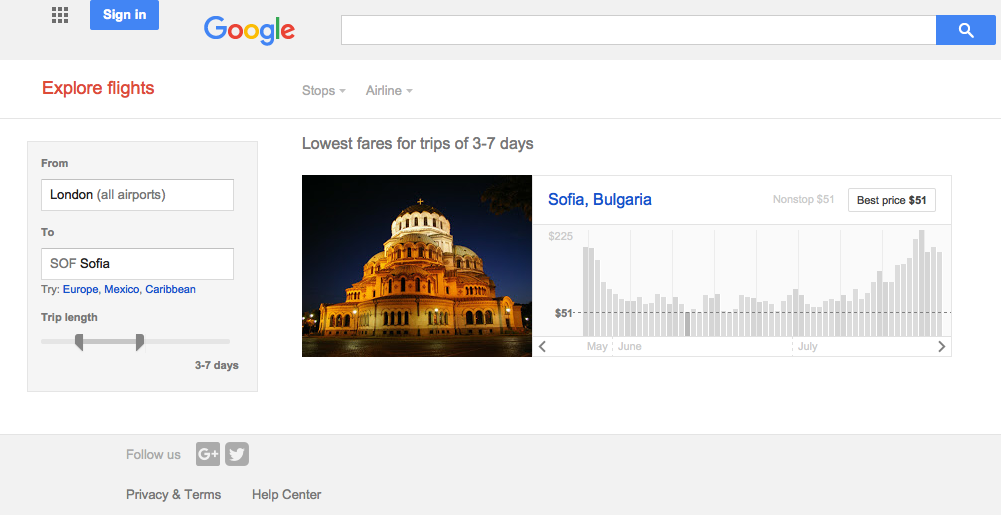 Sign in
Google
Explore flights
Stops
Airline
From
London (all airports)
To
SOF Sofia
Try: Europe, Mexico, Caribbean
Trip length
3-7 days
Lowest fares for trips of 3-7 days
Sofia, Bulgaria
Nonstop $51
Best price $51
$225
$51
May
June
July
Follow us
G+
Privacy & Terms
Help Center